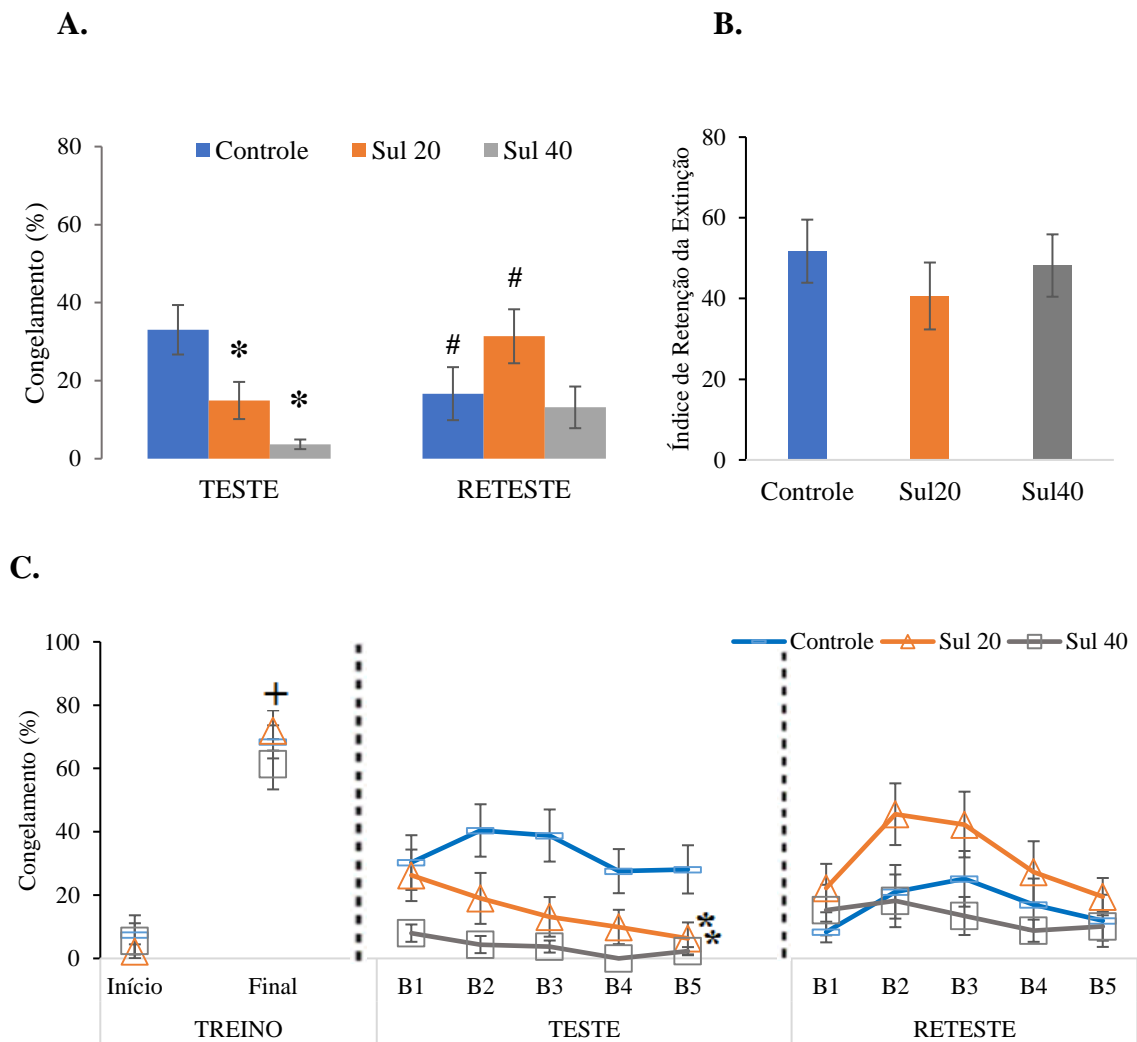 A.
Congelamento (%)
80
60
40
20
0
Controle Sul 20 Sul 40
*
*
#
#
TESTE RETESTE
B.
Índice de Retenção da Extinção
80
60
40
20
0
Controle Sul20 Sul40
C.
Congelamento (%)
100
80
60
40
20
0
Controle Sul 20 Sul 40
+
*
*
Início Final B1 B2 B3 B4 B5 B1 B2 B3 B4 B5
TREINO TESTE RETESTE